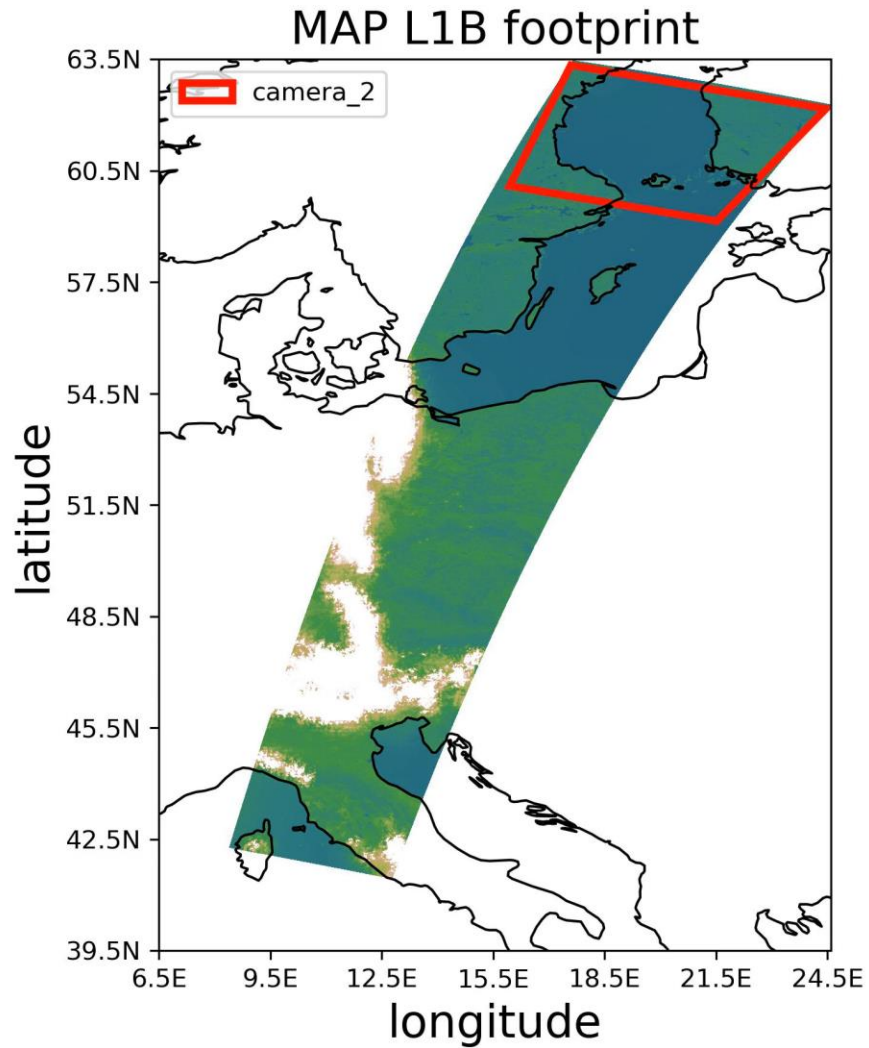 MAP L1B footprint
63.5N
camera_2
60.5N
57.5N
54.5N
51.5N
latitude
48.5N
45.5N
42.5N
39.5N
6.5E 9.5E 12.5E 15.5E 18.5E 21.5E 24.5E
longitude